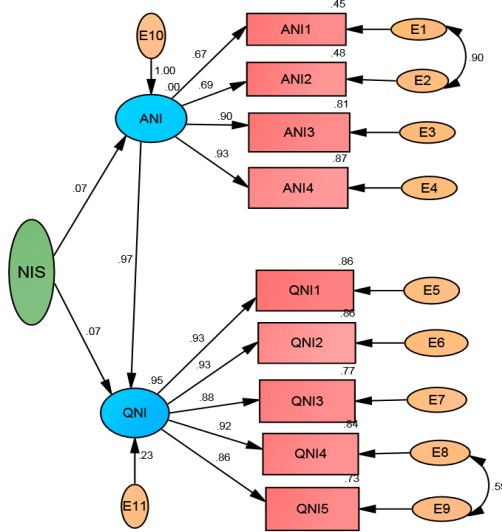 .45
E10
ANI1
E1
.67
.90
1.00
.48
.00
.69
ANI2
E2
ANI
.81
.90
ANI3
E3
.93
.87
ANI4
E4
.07
.97
NIS
.86
QNI1
E5
.07
.93
.86
QNI2
E6
.93
.95
.77
.88
QNI3
E7
QNI
.92
.84
QNI4
E8
.23
.86
.73
.59
E11
QNI5
E9